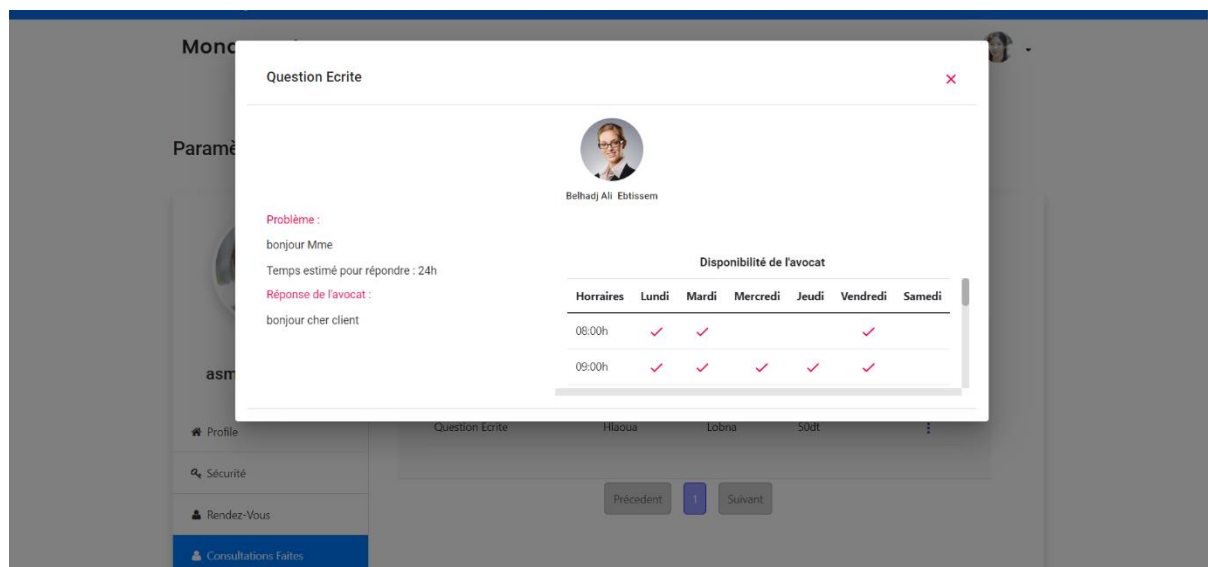 Question Ecrite
Belhadj Ali Ebtissem
Problème :
bonjour Mme
Temps estimé pour répondre : 24h
Réponse de l'avocat :
bonjour cher client
Disponibilité de l'avocat
Horraires Lundi Mardi Mercredi Jeudi Vendredi Samedi
08:00h
09:00h
Question Ecrite Hlaoua Lobna 50dt
Profile
Sécurité
Rendez-Vous
Consultations Faites
Précedent 1 Suivant